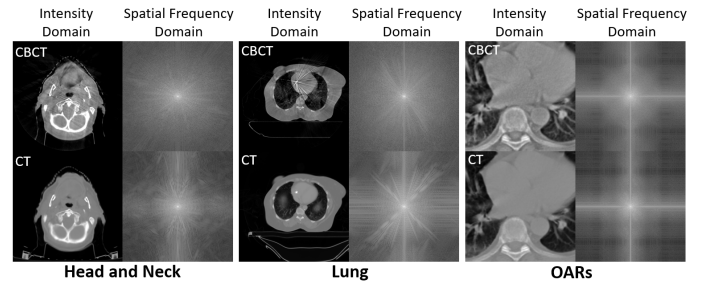 Intensity Domain
Spatial Frequency Domain
Intensity Domain
Spatial Frequency Domain
Intensity Domain
Spatial Frequency Domain
CBCT
CBCT
CBCT
CT
CT
CT
Head and Neck
Lung
OARs